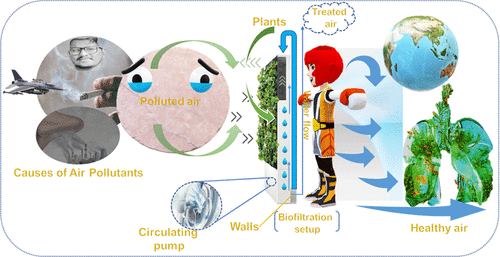 Plants
Treated
air
Polluted air
Air flow
Causes of Air Pollutants
Circulating
pump
Walls
Biofiltration
setup
Healthy air